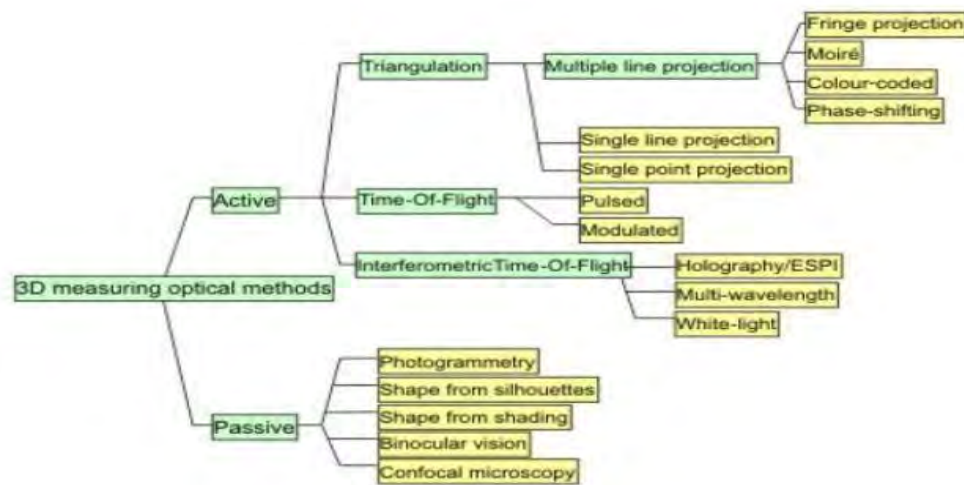 Fringe projection
Triangulation
Multiple line projection
Moiré
Colour-coded
Phase-shifting
Single line projection
Single point projection
Active
Time-Of-Flight
Pulsed
Modulated
InterferometricTime-Of-Flight
Holography/ESPI
3D measuring optical methods
Multi-wavelength
White-light
Photogrammetry
Shape from silhouettes
Shape from shading
Passive
Binocular vision
Confocal microscopy